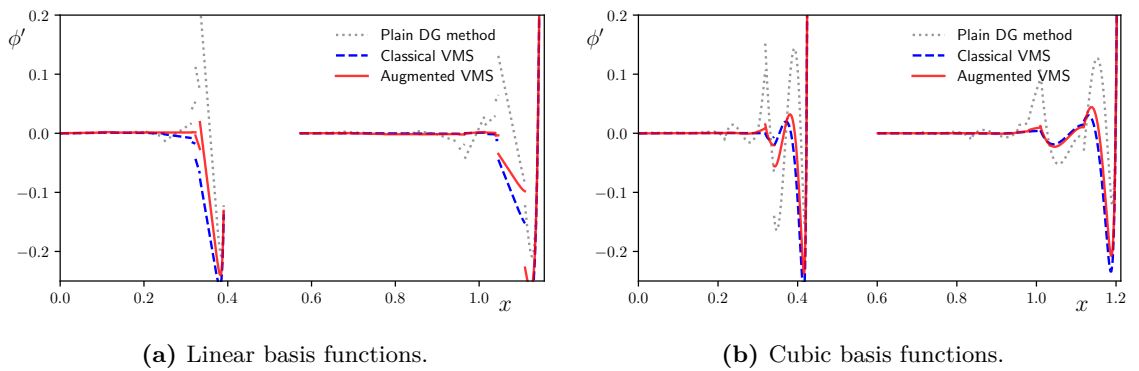 0.2
ϕ′
0.1
0.0
−0.1
−0.2
0.0
0.2
0.4
0.6
0.8
1.0
x
Plain DG method
Classical VMS
Augmented VMS
(a) Linear basis functions.
0.2
ϕ′
0.1
0.0
−0.1
−0.2
0.0
0.2
0.4
0.6
0.8
1.0
x
1.2
Plain DG method
Classical VMS
Augmented VMS
(b) Cubic basis functions.